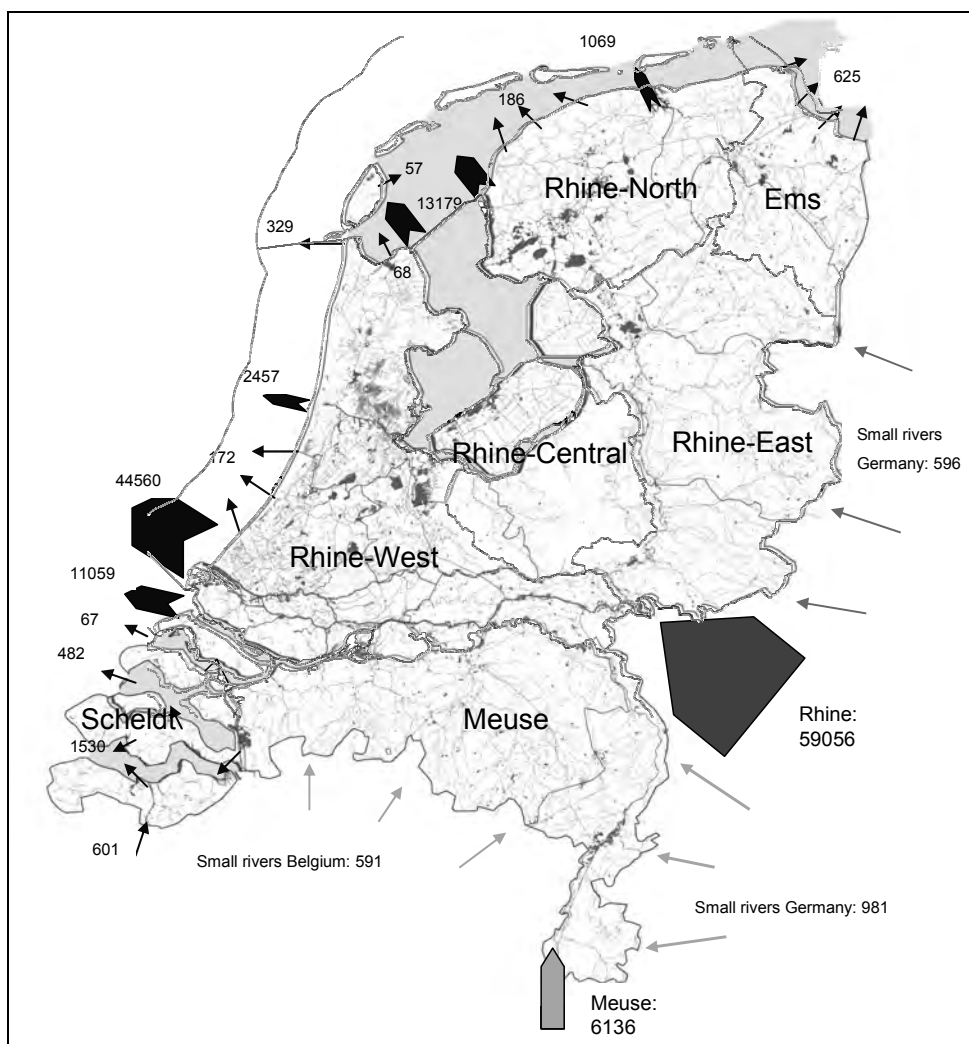 1069
625
186
57
Rhine-North
Ems
13179
329
68
2457
Rhine-Central
Rhine-East
Small rivers
Germany: 596
172
44560
Rhine-West
11059
67
482
Scheldt
Meuse
Rhine:
59056
1530
601
Small rivers Belgium: 591
Small rivers Germany: 981
Meuse:
6136